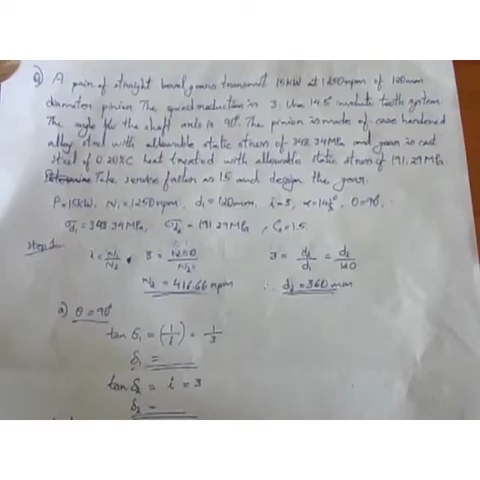 Q) A pair of straight bevel gears transmit 15KW at 1250rpm of 120mm
diameter pinion. The speed reduction is 3. Use 14.5° involute teeth system
The angle for the shaft axis is 90°. The pinion is made of case hardened
alloy steel with allowable static stress of 348.34MPa and gear is cast
steel of 0.20%C heat treated with allowable static stress of 191.29MPa.
Take service factor as 1.5 and design the gear.
P=15KW, N₁=1250rpm, d₁=120mm, i=3, α=14½°, θ=90°,
σd₁=348.34MPa, σd₂=191.29MPa, Cs=1.5.
Step 1
i = N₁/N₂, 3 = 1250/N₂ 3 = d₂/d₁ = d₂/120
N₂ = 416.66rpm ∴ d₂=360mm
a) θ=90°
tan δ₁ = (1/i) = 1/3
δ₁ =
tan δ₂ = i = 3
δ₂ =